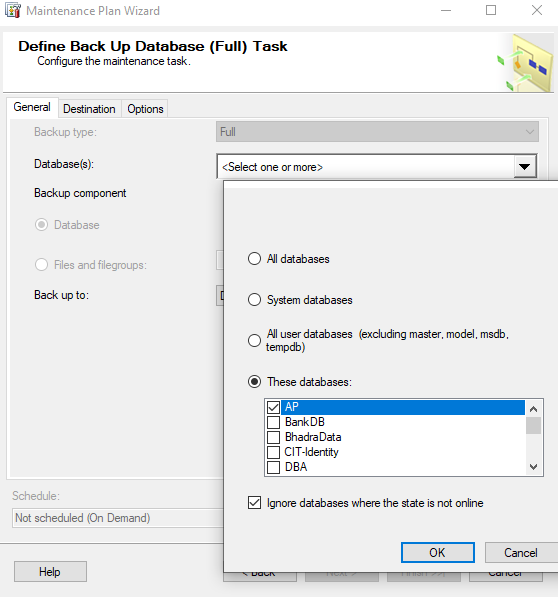 Maintenance Plan Wizard
Define Back Up Database (Full) Task
Configure the maintenance task.
General
Destination
Options
Backup type:
Full
Database(s):
<Select one or more>
Backup component
Database
Files and filegroups:
Back up to:
All databases
System databases
All user databases (excluding master, model, msdb,
tempdb)
These databases:
AP
BankDB
BhadraData
CIT-Identity
DBA
Ignore databases where the state is not online
OK
Cancel
Schedule:
Not scheduled (On Demand)
Help
< Back
Next >
Finish >>|
Cancel